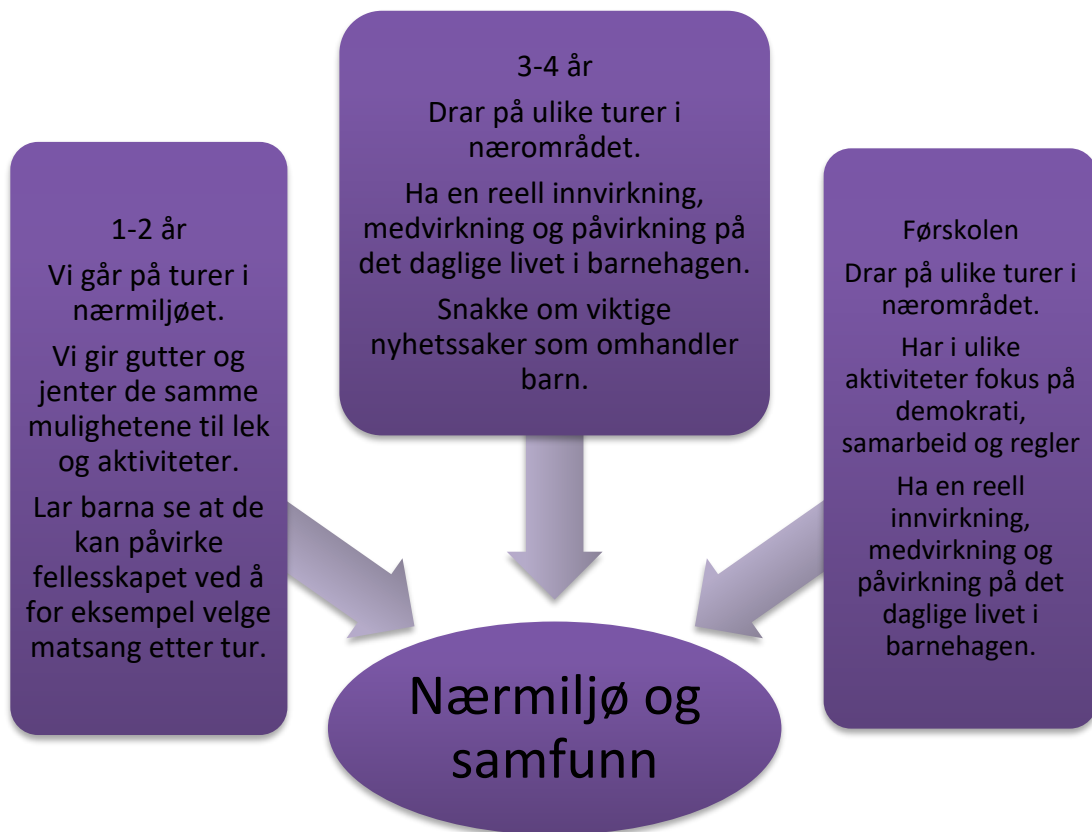 1-2 år
Vi går på turer i
nærmiljøet.
Vi gir gutter og
jenter de samme
mulighetene til lek
og aktiviteter.
Lar barna se at de
kan påvirke
fellesskapet ved å
for eksempel velge
matsang etter tur.
3-4 år
Drar på ulike turer i
nærområdet.
Ha en reell innvirkning,
medvirkning og påvirkning på
det daglige livet i barnehagen.
Snakke om viktige
nyhetssaker som omhandler
barn.
Førskolen
Drar på ulike turer i
nærområdet.
Har i ulike
aktiviteter fokus på
demokrati,
samarbeid og regler
Ha en reell
innvirkning,
medvirkning og
påvirkning på det
daglige livet i
barnehagen.
Nærmiljø og
samfunn